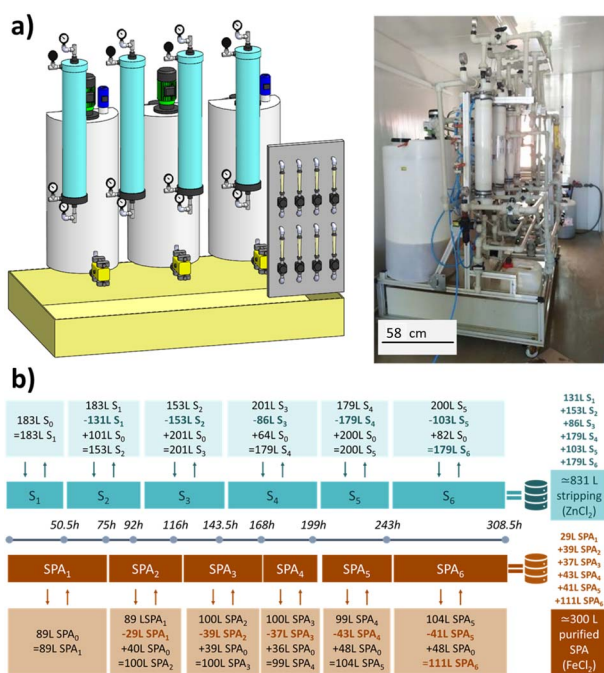 a)
58 cm
b)
183L S₀
=183L S₁
183L S₁
-131L S₁
+101L S₀
=153L S₂
153L S₂
-153L S₂
+201L S₀
=201L S₃
201L S₃
-86L S₃
+64L S₀
=179L S₄
179L S₄
-179L S₄
+200L S₀
=200L S₅
200L S₅
-103L S₅
+82L S₀
=179L S₆
131L S₁
+153L S₂
+86L S₃
+179L S₄
+103L S₅
+179L S₆
S₁
S₂
S₃
S₄
S₅
S₆
≃831 L
stripping
(ZnCl₂)
50.5h
75h
92h
116h
143.5h
168h
199h
243h
308.5h
SPA₁
SPA₂
SPA₃
SPA₄
SPA₅
SPA₆
29L SPA₁
+39L SPA₂
+37L SPA₃
+43L SPA₄
+41L SPA₅
+111L SPA₆
89L SPA₀
=89L SPA₁
89 LSPA₁
-29L SPA₁
+40L SPA₀
=100L SPA₂
100L SPA₂
-39L SPA₂
+39L SPA₀
=100L SPA₃
100L SPA₃
-37L SPA₃
+36L SPA₀
=99L SPA₄
99L SPA₄
-43L SPA₄
+48L SPA₀
=104L SPA₅
104L SPA₅
-41L SPA₅
+48L SPA₀
=111L SPA₆
≃300 L
purified
SPA
(FeCl₂)